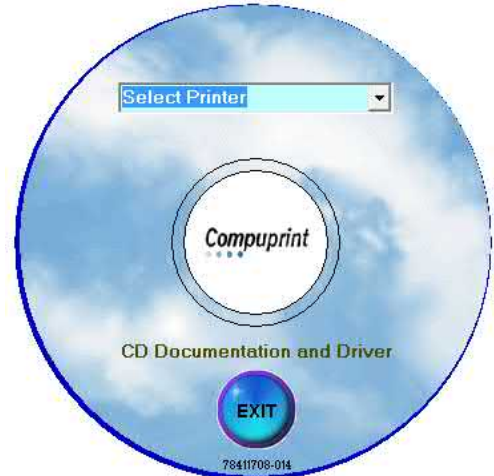 Select Printer
Compuprint
CD Documentation and Driver
EXIT
78411708-014